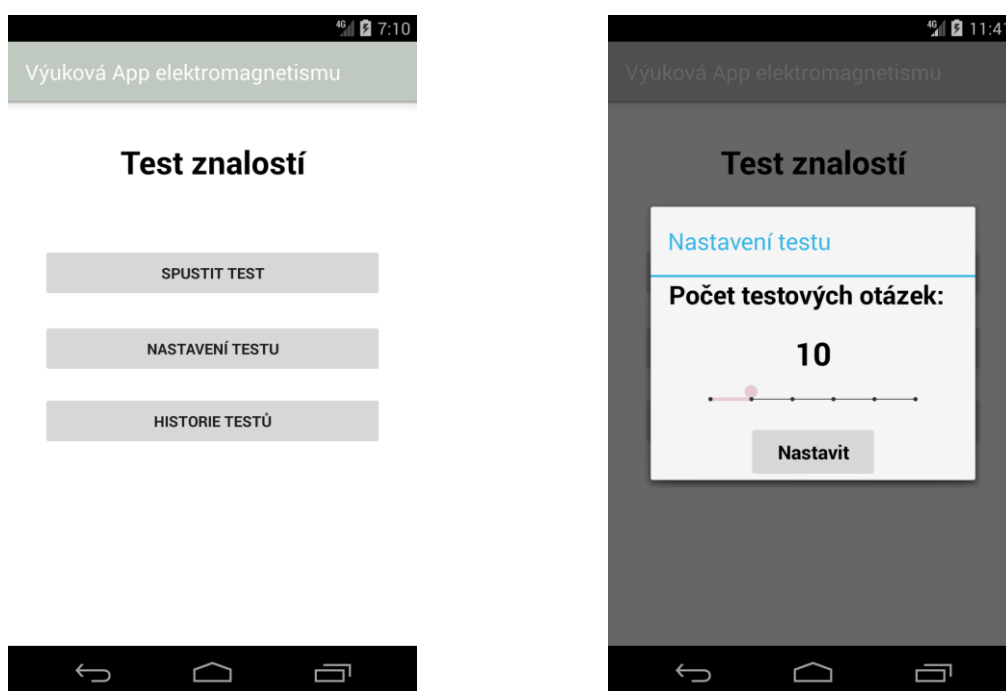 4G 7:10
Výuková App elektromagnetismu
Test znalostí
SPUSTIT TEST
NASTAVENÍ TESTU
HISTORIE TESTŮ
4G 11:41
Výuková App elektromagnetismu
Test znalostí
Nastavení testu
Počet testových otázek:
10
Nastavit